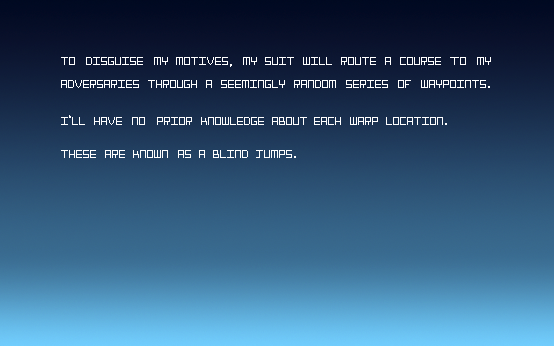 TO DISGUISE MY MOTIVES, MY SUIT WILL ROUTE A COURSE TO MY
ADVERSARIES THROUGH A SEEMINGLY RANDOM SERIES OF WAYPOINTS.
I'LL HAVE NO PRIOR KNOWLEDGE ABOUT EACH WARP LOCATION.
THESE ARE KNOWN AS A BLIND JUMPS.